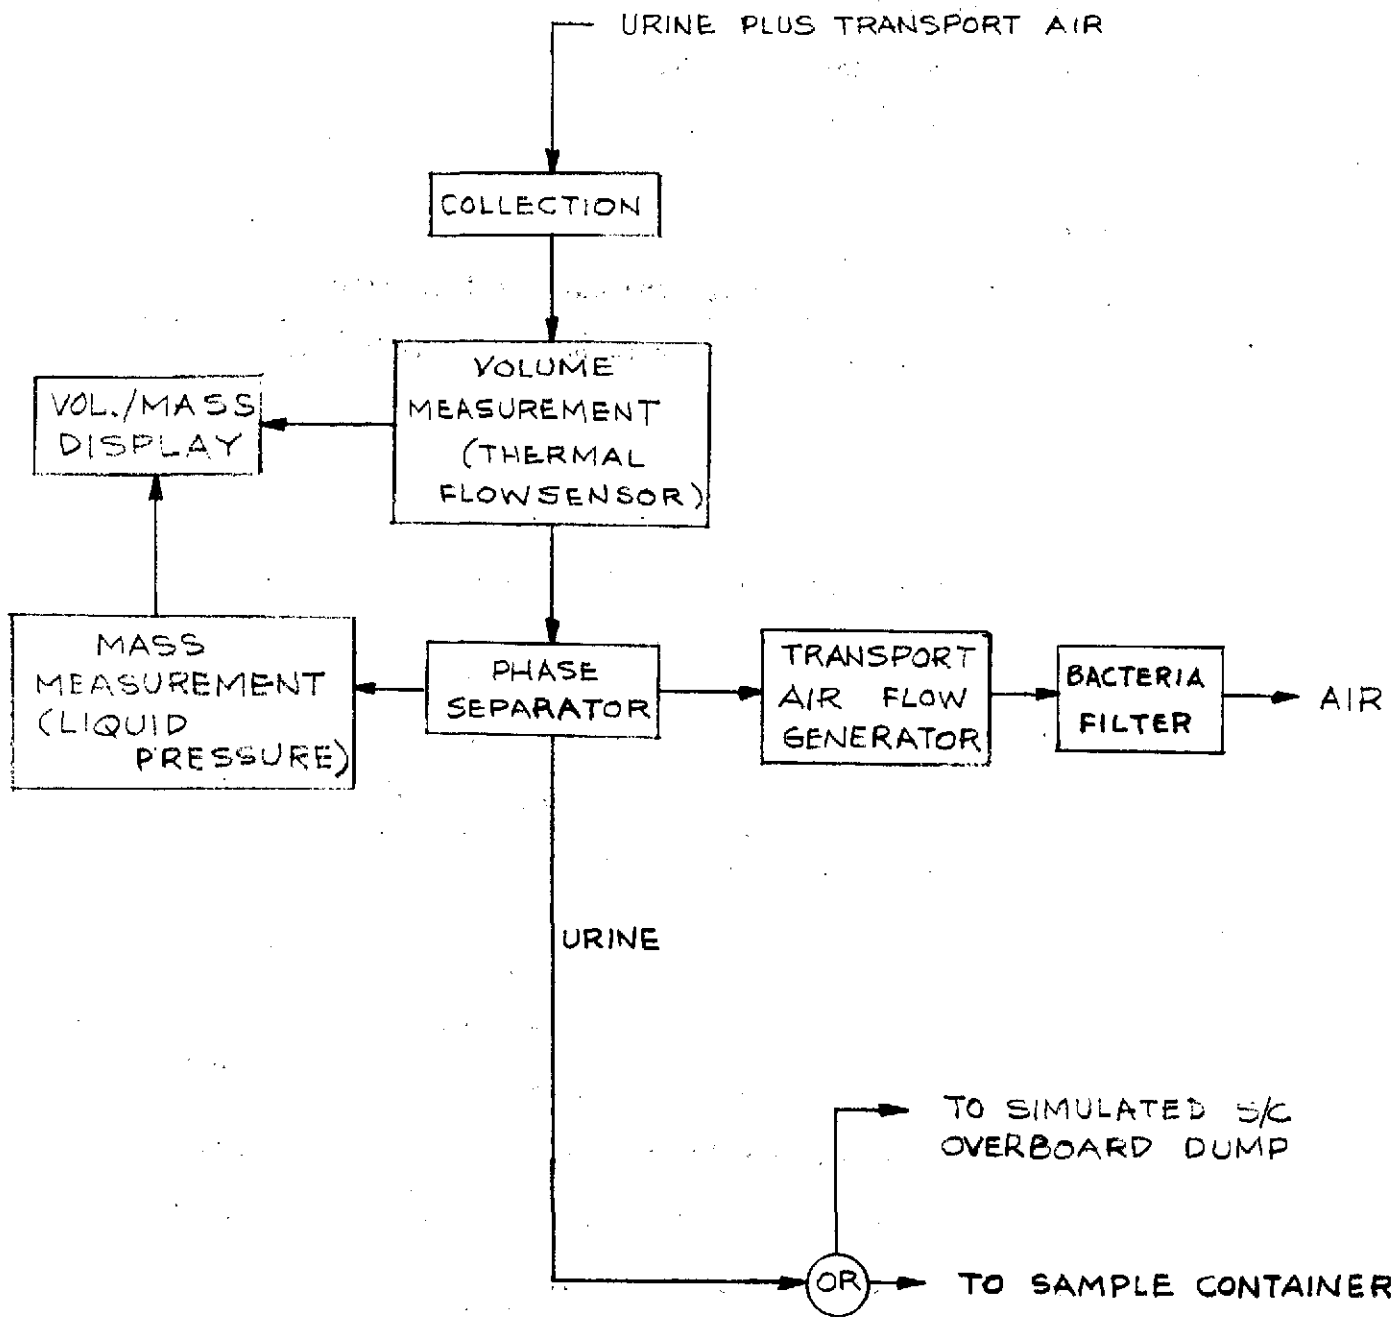 URINE PLUS TRANSPORT AIR
COLLECTION
VOLUME
MEASUREMENT
(THERMAL
FLOWSENSOR)
VOL./MASS
DISPLAY
MASS
MEASUREMENT
(LIQUID
PRESSURE)
PHASE
SEPARATOR
TRANSPORT
AIR FLOW
GENERATOR
BACTERIA
FILTER
AIR
URINE
TO SIMULATED S/C
OVERBOARD DUMP
OR
TO SAMPLE CONTAINER